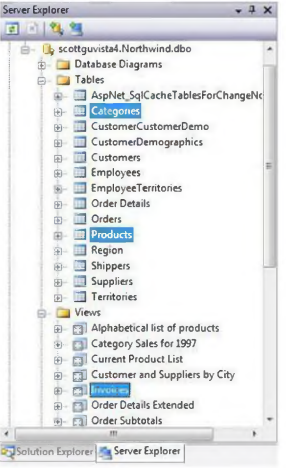 Server Explorer
scottguvista4.Northwind.dbo
Database Diagrams
Tables
AspNet_SqlCacheTablesForChangeNo
Categories
CustomerCustomerDemo
CustomerDemographics
Customers
Employees
EmployeeTerritories
Order Details
Orders
Products
Region
Shippers
Suppliers
Territories
Views
Alphabetical list of products
Category Sales for 1997
Current Product List
Customer and Suppliers by City
Invoices
Order Details Extended
Order Subtotals
Solution Explorer Server Explorer